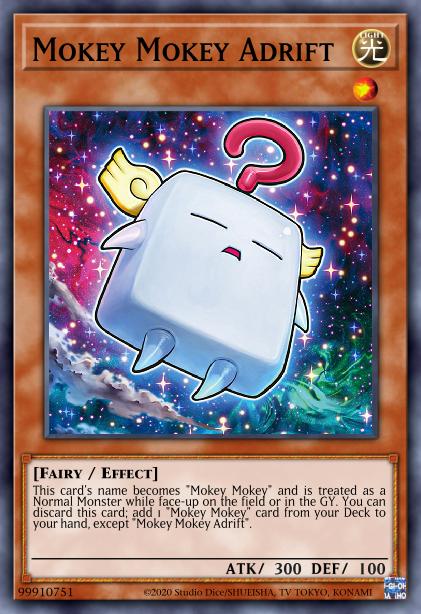 MOKEY MOKEY ADRIFT
LIGHT
光
[FAIRY / EFFECT]
This card's name becomes "Mokey Mokey" and is treated as a
Normal Monster while face-up on the field or in the GY. You can
discard this card; add 1 "Mokey Mokey" card from your Deck to
your hand, except "Mokey Mokey Adrift".
ATK/ 300 DEF/ 100
99910751
©2020 Studio Dice/SHUEISHA, TV TOKYO, KONAMI